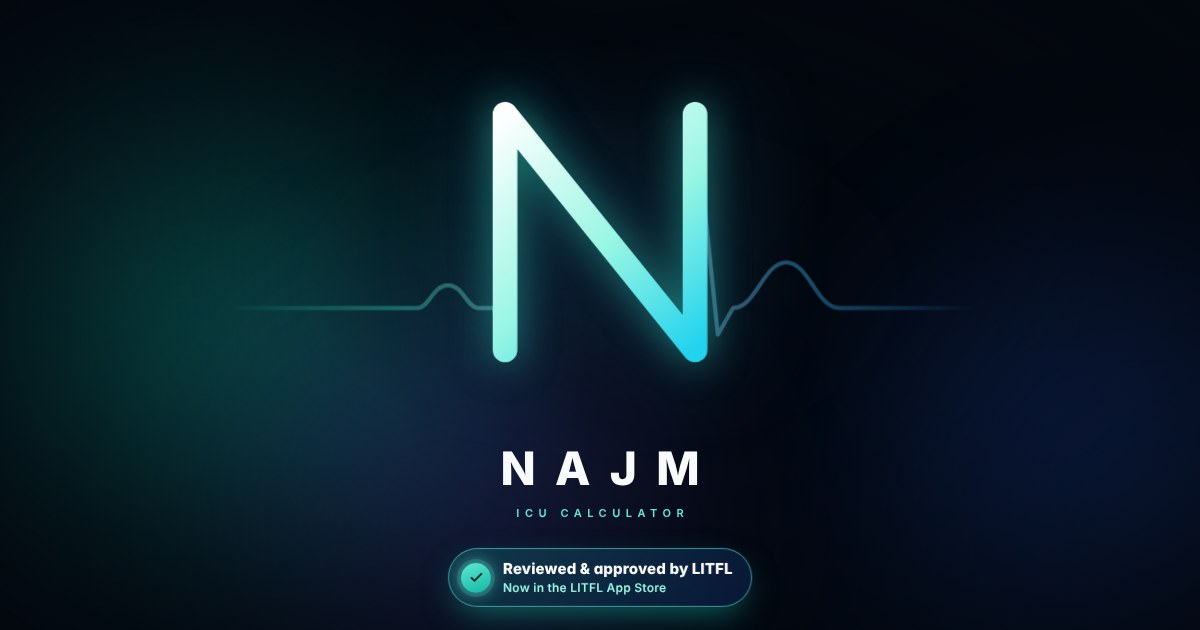 N
NAJM
ICU CALCULATOR
Reviewed & approved by LITFL
Now in the LITFL App Store